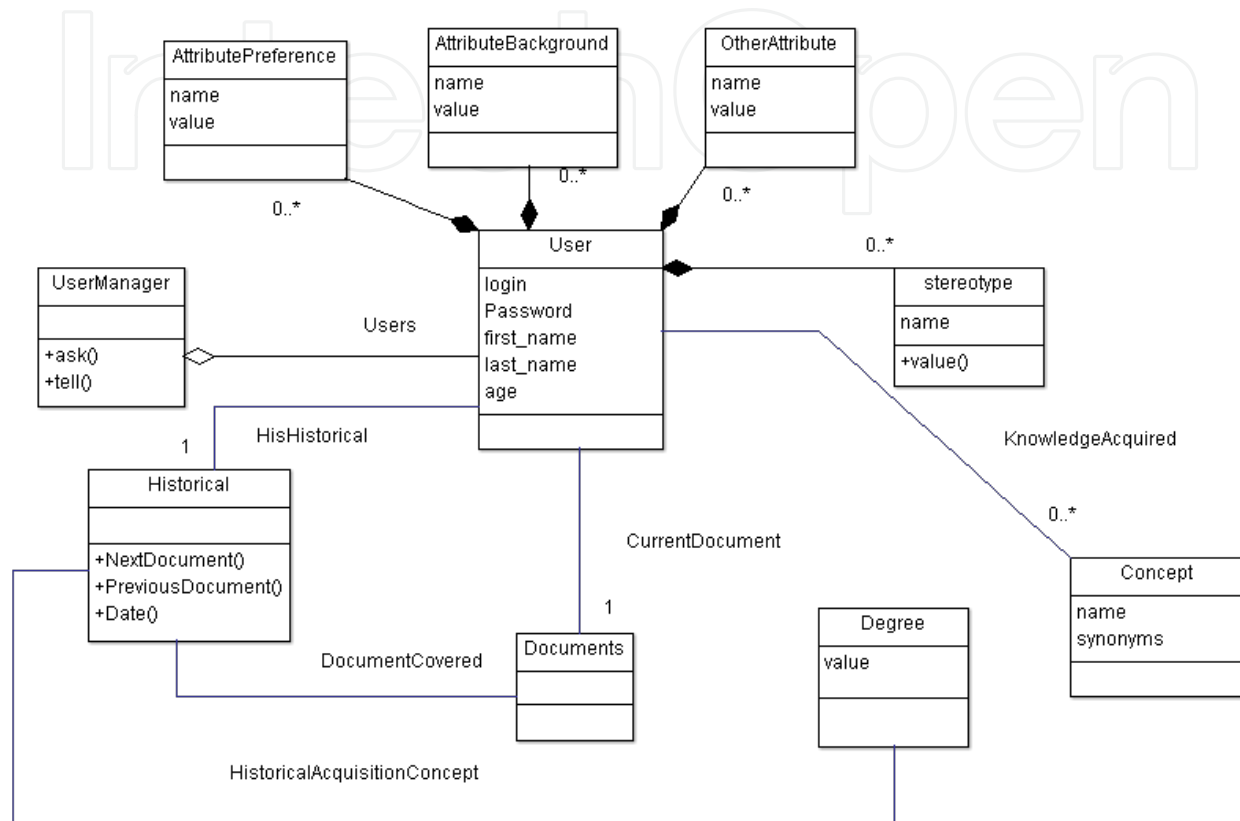 IntechOpen
AttributePreference
name
value
AttributeBackground
name
value
OtherAttribute
name
value
0..*
0..*
0..*
User
login
Password
first_name
last_name
age
0..*
stereotype
name
+value()
UserManager
+ask()
+tell()
Users
HisHistorical
1
Historical
+NextDocument()
+PreviousDocument()
+Date()
KnowledgeAcquired
0..*
Concept
name
synonyms
CurrentDocument
1
Documents
DocumentCovered
Degree
value
HistoricalAcquisitionConcept